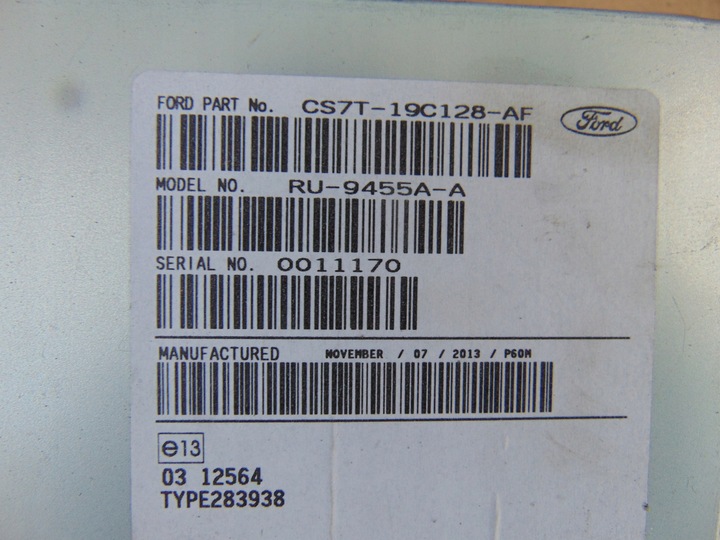 FORD PART No. CS7T-19C128-AF
Ford
MODEL NO. RU-9455A-A
SERIAL NO. 0011170
MANUFACTURED NOVEMBER / 07 / 2013 / P60M
e13
03 12564
TYPE283938